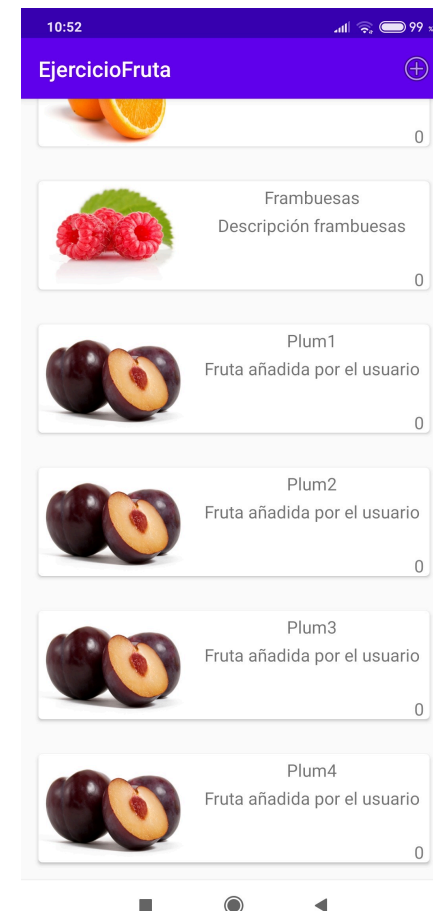 10:52
99
EjercicioFruta
0
Frambuesas
Descripción frambuesas
0
Plum1
Fruta añadida por el usuario
0
Plum2
Fruta añadida por el usuario
0
Plum3
Fruta añadida por el usuario
0
Plum4
Fruta añadida por el usuario
0